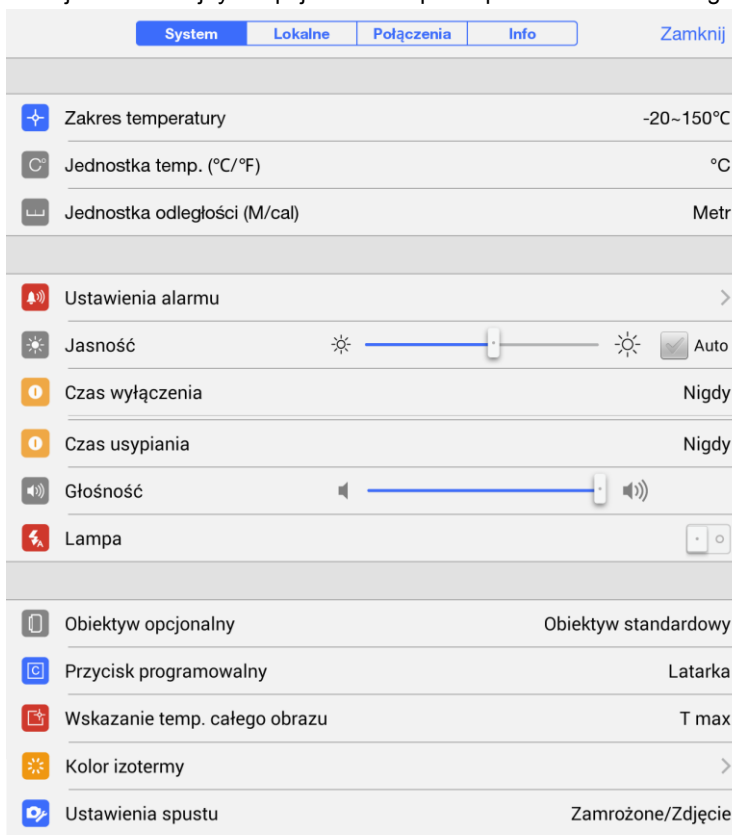 System Lokalne Połączenia Info Zamknij
Zakres temperatury -20~150°C
Jednostka temp. (°C/°F) °C
Jednostka odległości (M/cal) Metr
Ustawienia alarmu
Jasność Auto
Czas wyłączenia Nigdy
Czas usypiania Nigdy
Głośność
Lampa
Obiektyw opcjonalny Obiektyw standardowy
Przycisk programowalny Latarka
Wskazanie temp. całego obrazu T max
Kolor izotermy
Ustawienia spustu Zamrożone/Zdjęcie